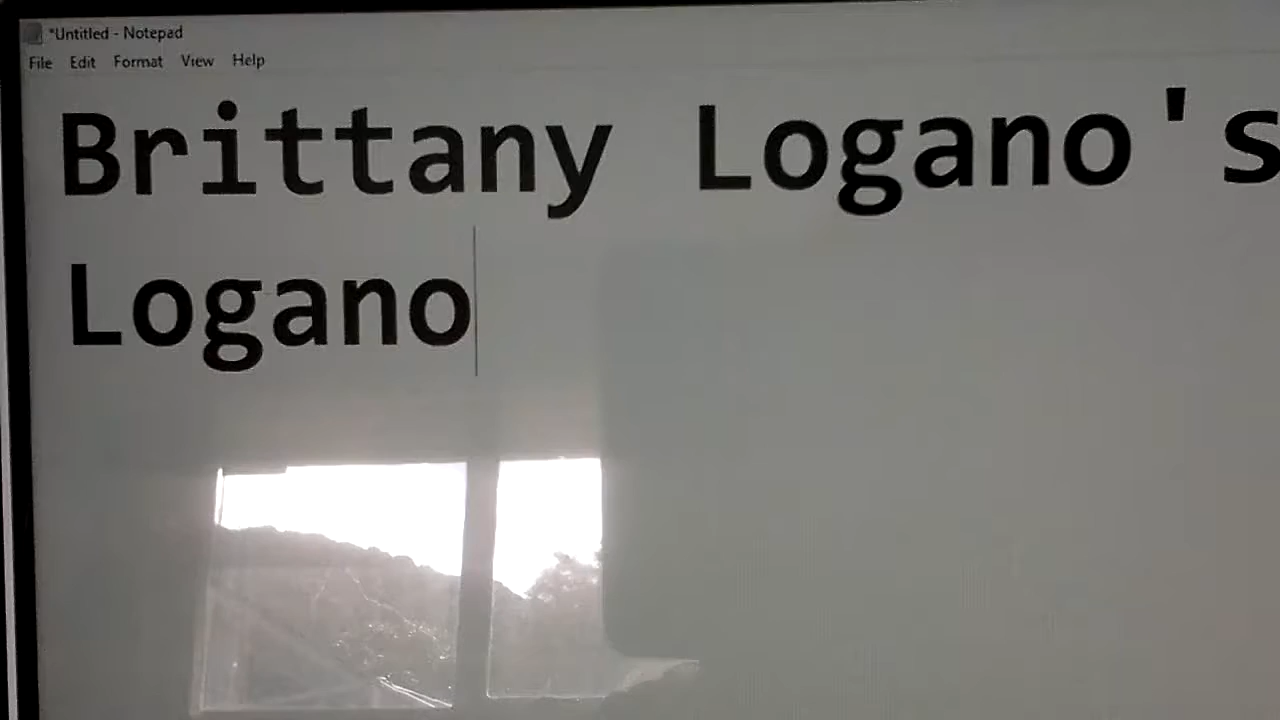 *Untitled - Notepad
File Edit Format View Help
Brittany Logano's
Logano